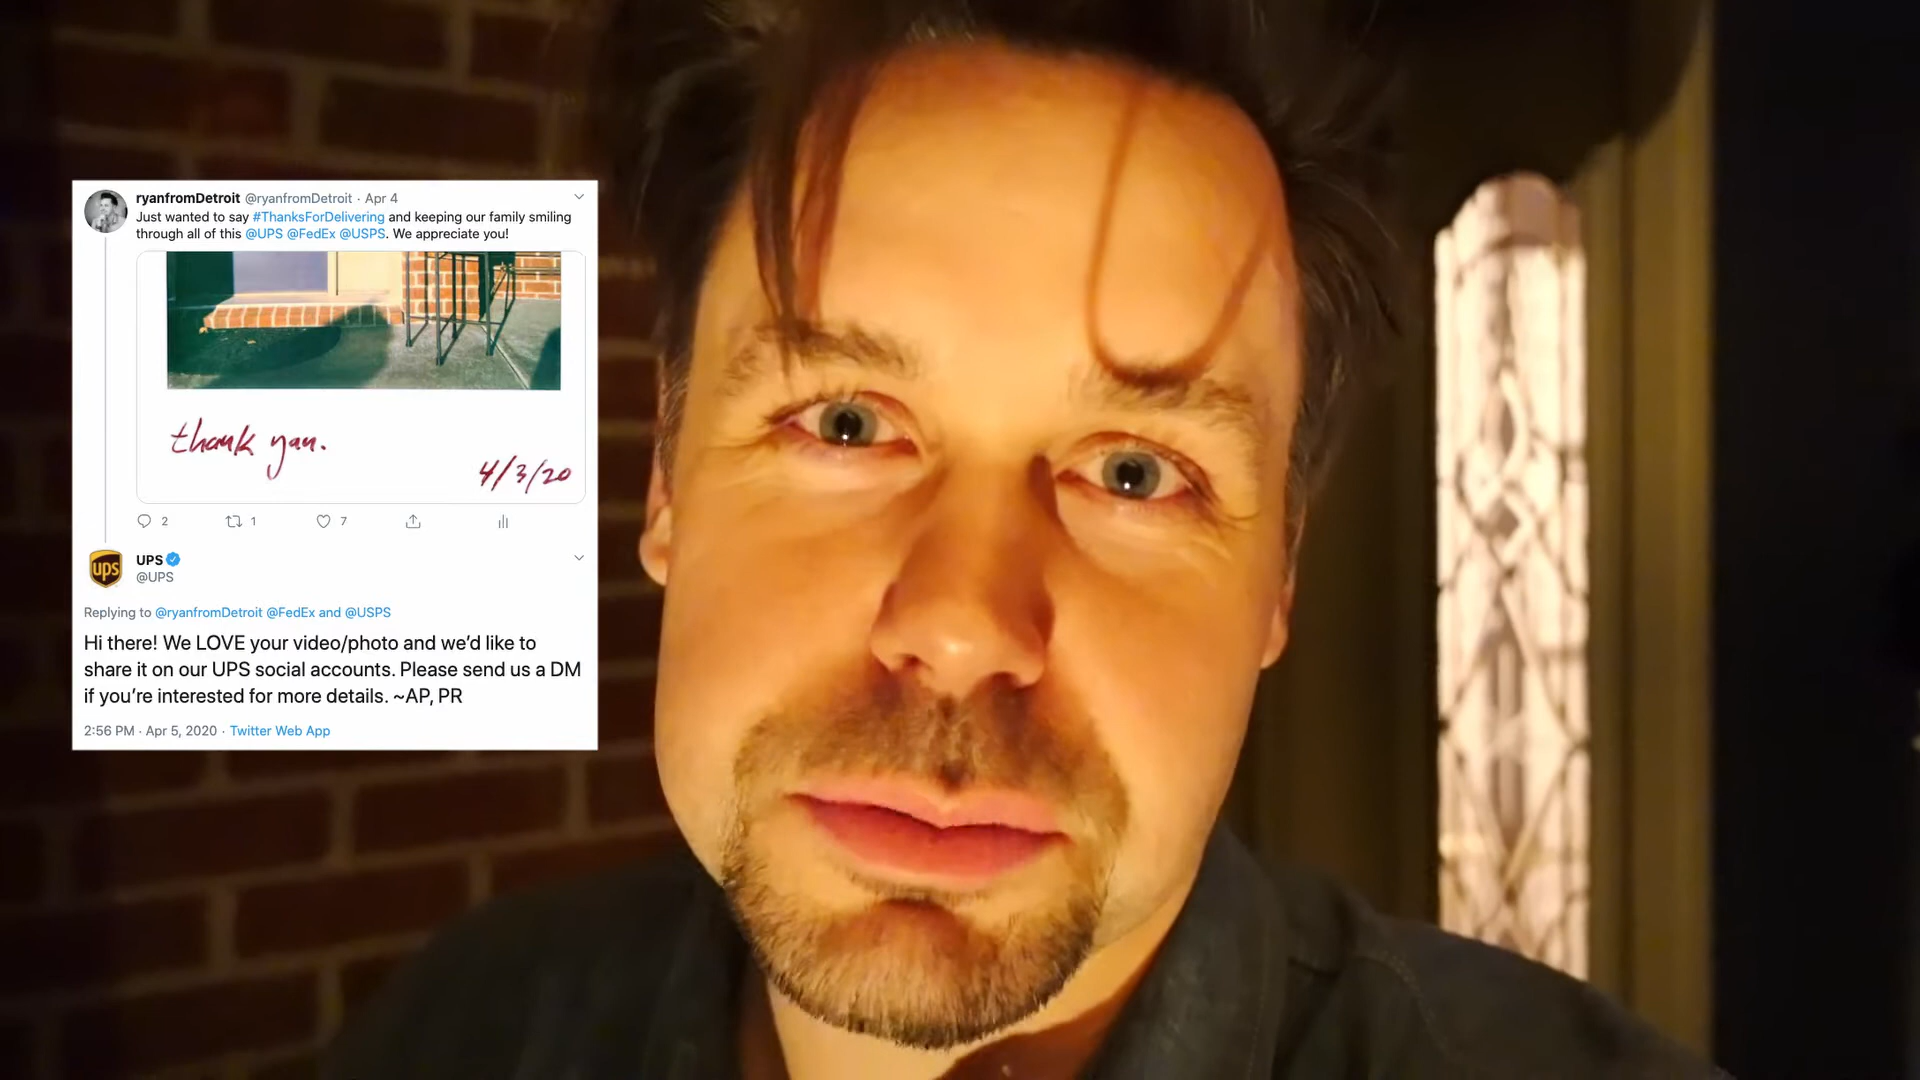 ryanfromDetroit @ryanfromDetroit · Apr 4
Just wanted to say #ThanksForDelivering and keeping our family smiling
through all of this @UPS @FedEx @USPS. We appreciate you!
thank you.
4/3/20
2 1 7
UPS
@UPS
ups
Replying to @ryanfromDetroit @FedEx and @USPS
Hi there! We LOVE your video/photo and we’d like to
share it on our UPS social accounts. Please send us a DM
if you’re interested for more details. ~AP, PR
2:56 PM · Apr 5, 2020 · Twitter Web App